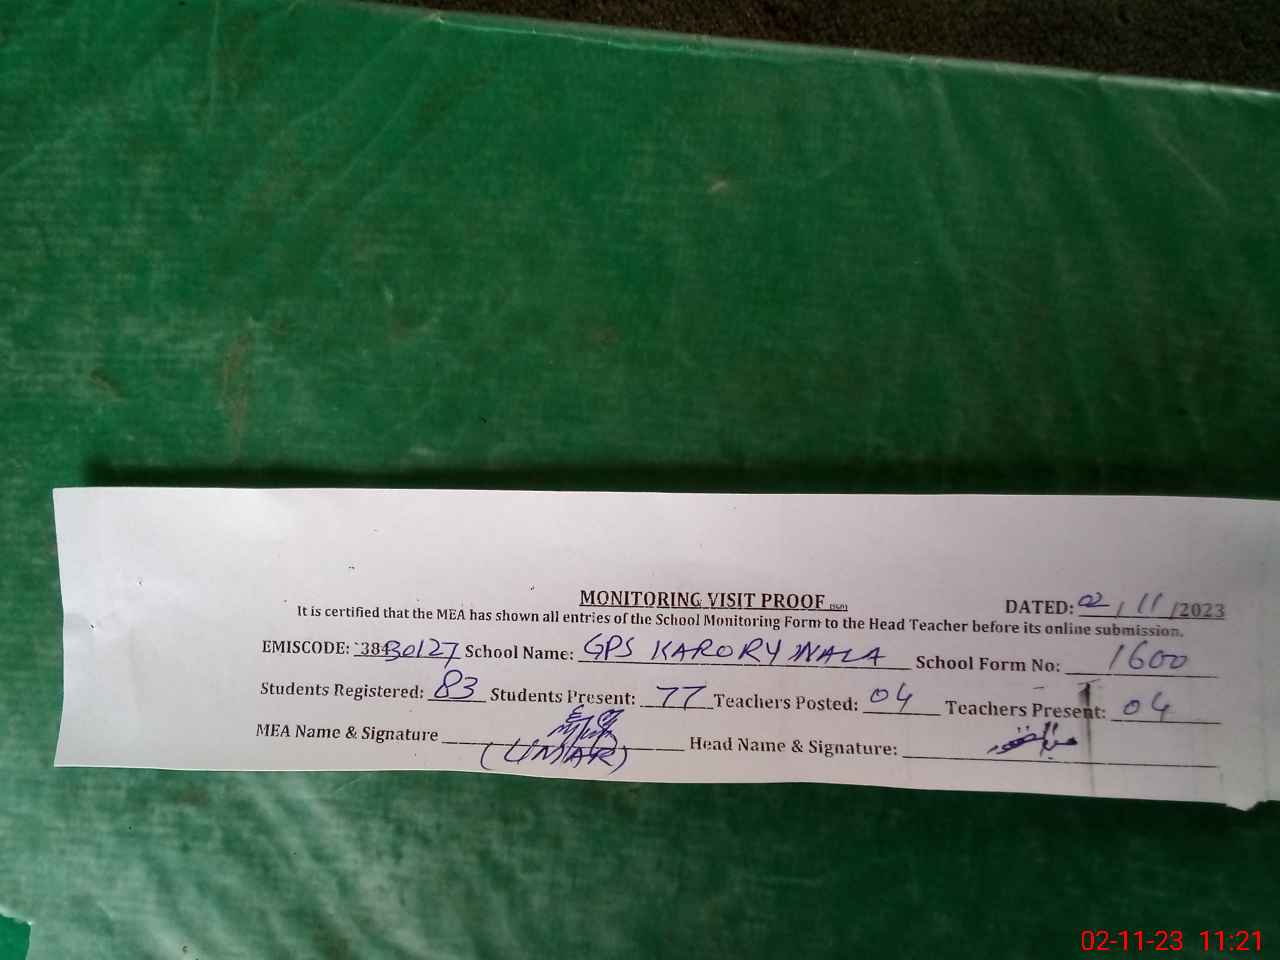 MONITORING VISIT PROOF
DATED: 02/11/2023
It is certified that the MEA has shown all entries of the School Monitoring Form to the Head Teacher before its online submission.
EMISCODE: 38430127 School Name: GPS KARORY WALA School Form No: 1600
Students Registered: 83 Students Present: 77 Teachers Posted: 04 Teachers Present: 04
MEA Name & Signature (UMAR) Head Name & Signature:
02-11-23 11:21